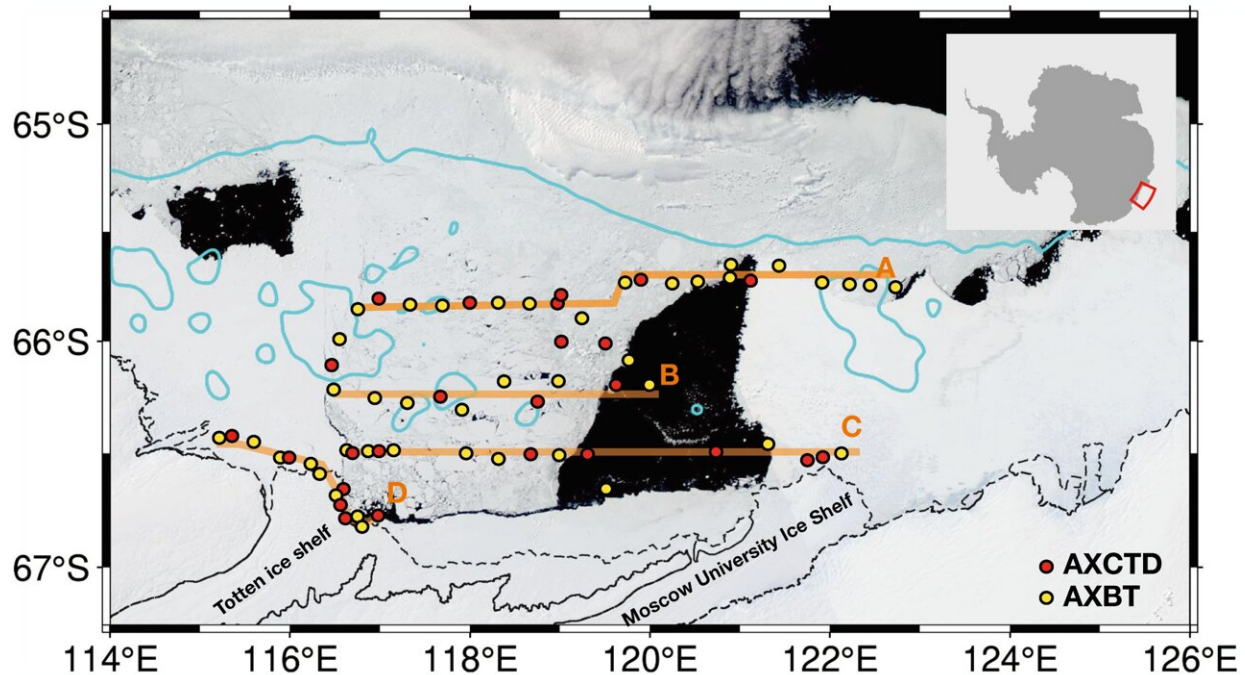 65°S
66°S
67°S
A
B
C
D
Totten ice shelf
Moscow University Ice Shelf
AXCTD
AXBT
114°E 116°E 118°E 120°E 122°E 124°E 126°E